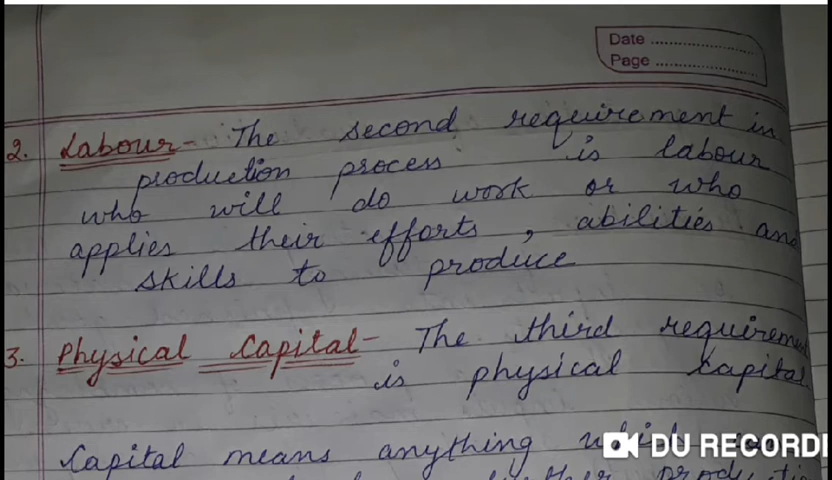 Date
Page
2. Labour - The second requirement in
production process is labour
who will do work or who
applies their efforts, abilities and
skills to produce
3. Physical Capital - The third requirement
is physical Capital
Capital means anything which
DU RECORDI